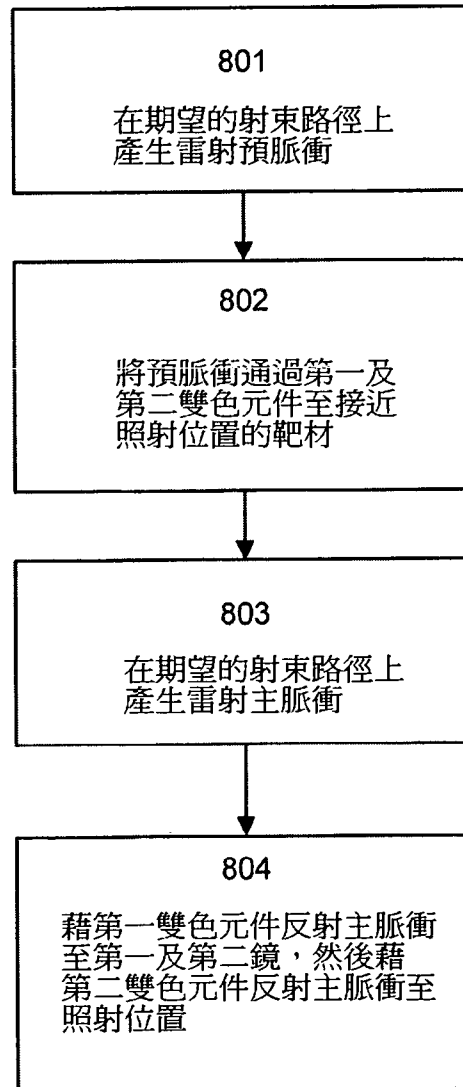 801
在期望的射束路徑上
產生雷射預脈衝
802
將預脈衝通過第一及
第二雙色元件至接近
照射位置的靶材
803
在期望的射束路徑上
產生雷射主脈衝
804
藉第一雙色元件反射主脈衝
至第一及第二鏡，然後藉
第二雙色元件反射主脈衝至
照射位置